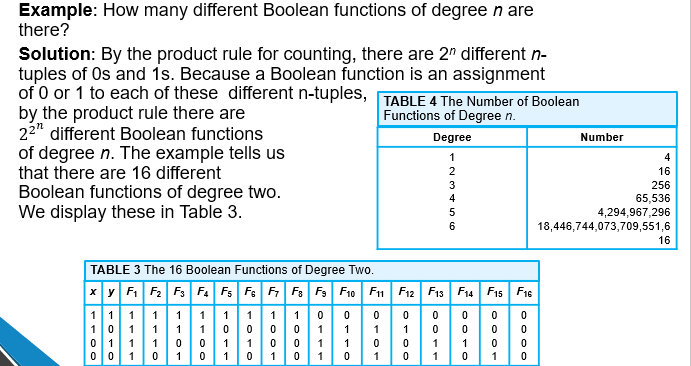 Example: How many different Boolean functions of degree n are
there?
Solution: By the product rule for counting, there are 2ⁿ different n-
tuples of 0s and 1s. Because a Boolean function is an assignment
of 0 or 1 to each of these different n-tuples,
by the product rule there are
2^2^n different Boolean functions
of degree n. The example tells us
that there are 16 different
Boolean functions of degree two.
We display these in Table 3.
TABLE 4 The Number of Boolean
Functions of Degree n.
Degree Number
1 4
2 16
3 256
4 65,536
5 4,294,967,296
6 18,446,744,073,709,551,6
16
TABLE 3 The 16 Boolean Functions of Degree Two.
x y F₁ F₂ F₃ F₄ F₅ F₆ F₇ F₈ F₉ F₁₀ F₁₁ F₁₂ F₁₃ F₁₄ F₁₅ F₁₆
1 1 1 1 1 1 1 1 1 1 0 0 0 0 0 0 0 0
1 0 1 1 1 1 0 0 0 0 1 1 1 1 0 0 0 0
0 1 1 1 0 0 1 1 0 0 1 1 0 0 1 1 0 0
0 0 1 0 1 0 1 0 1 0 1 0 1 0 1 0 1 0